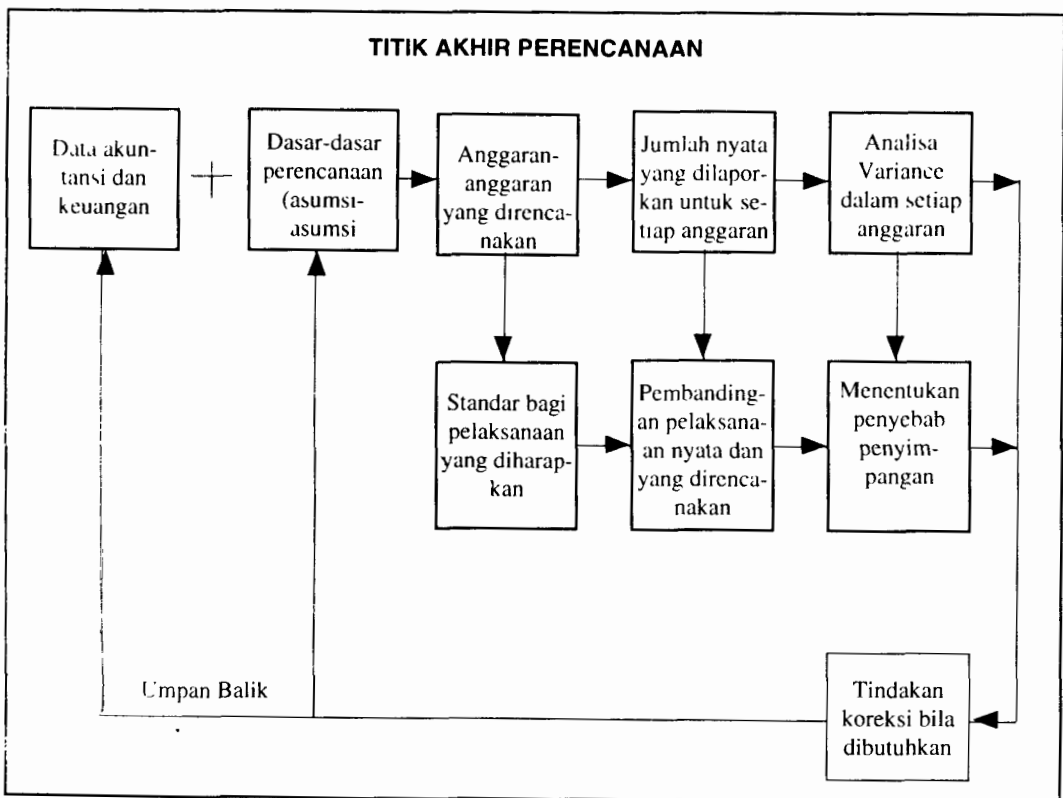 TITIK AKHIR PERENCANAAN
Data akun-
tansi dan
keuangan
+
Dasar-dasar
perencanaan
(asumsi-
asumsi
Anggaran-
anggaran
yang direnca-
nakan
Jumlah nyata
yang dilapor-
kan untuk se-
tiap anggaran
Analisa
Variance
dalam setiap
anggaran
Standar bagi
pelaksanaan
yang diharap-
kan
Pembanding-
an pelaksana-
an nyata dan
yang direnca-
nakan
Menentukan
penyebab
penyim-
pangan
Umpan Balik
Tindakan
koreksi bila
dibutuhkan